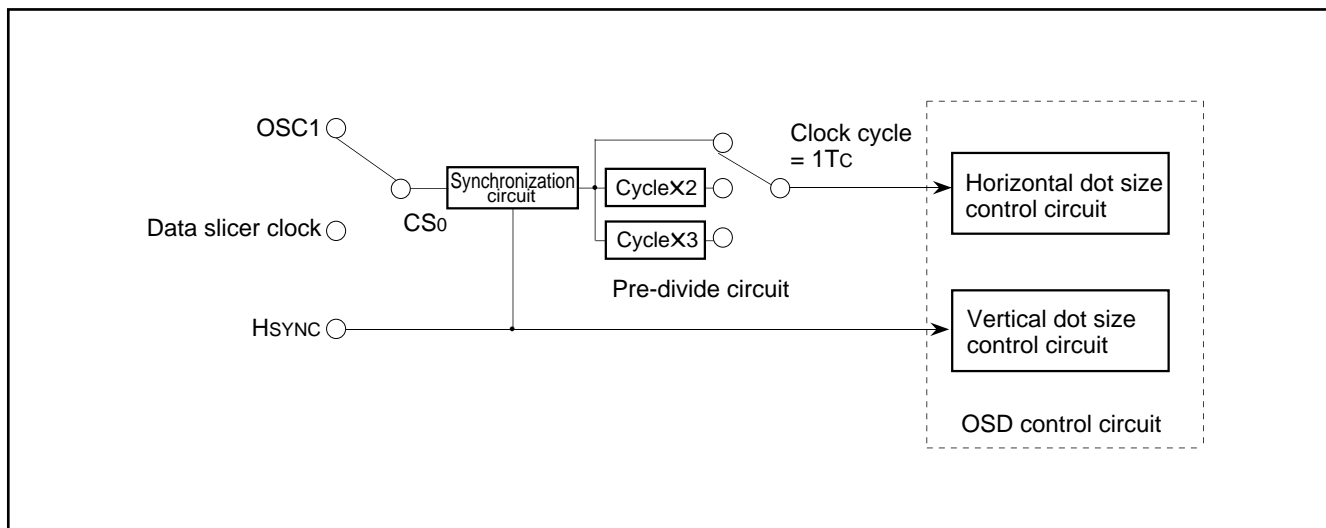 OSC1
Data slicer clock
HSYNC
CS0
Synchronization
circuit
Cycle×2
Cycle×3
Pre-divide circuit
Clock cycle
= 1TC
Horizontal dot size
control circuit
Vertical dot size
control circuit
OSD control circuit